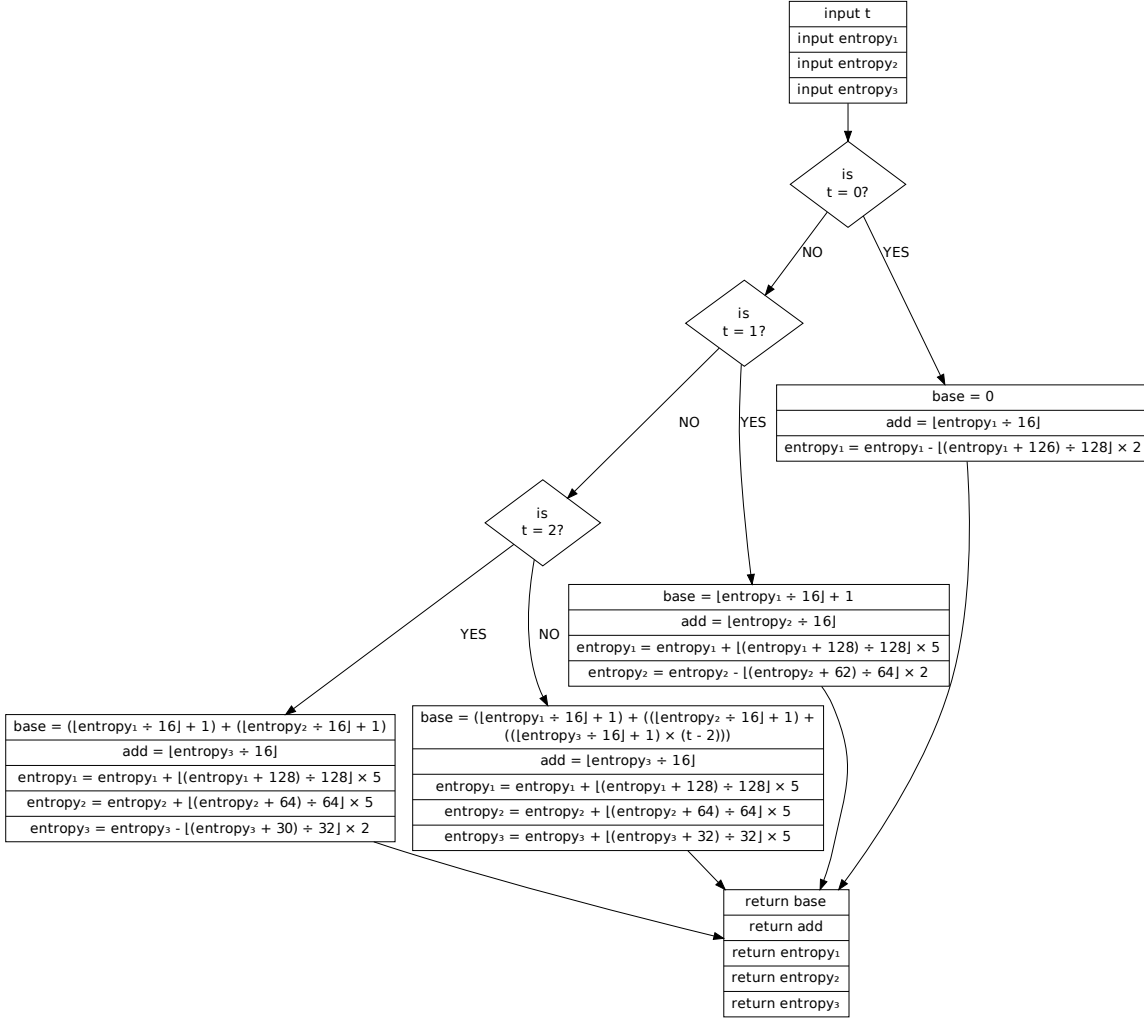 input t
input entropy₁
input entropy₂
input entropy₃
is
t = 0?
NO
YES
is
t = 1?
base = 0
add = ⌊entropy₁ ÷ 16⌋
entropy₁ = entropy₁ - ⌊(entropy₁ + 126) ÷ 128⌋ × 2
NO
YES
is
t = 2?
base = ⌊entropy₁ ÷ 16⌋ + 1
add = ⌊entropy₂ ÷ 16⌋
entropy₁ = entropy₁ + ⌊(entropy₁ + 128) ÷ 128⌋ × 5
entropy₂ = entropy₂ - ⌊(entropy₂ + 62) ÷ 64⌋ × 2
YES
NO
base = (⌊entropy₁ ÷ 16⌋ + 1) + (⌊entropy₂ ÷ 16⌋ + 1)
add = ⌊entropy₃ ÷ 16⌋
entropy₁ = entropy₁ + ⌊(entropy₁ + 128) ÷ 128⌋ × 5
entropy₂ = entropy₂ + ⌊(entropy₂ + 64) ÷ 64⌋ × 5
entropy₃ = entropy₃ - ⌊(entropy₃ + 30) ÷ 32⌋ × 2
base = (⌊entropy₁ ÷ 16⌋ + 1) + ((⌊entropy₂ ÷ 16⌋ + 1) +
((⌊entropy₃ ÷ 16⌋ + 1) × (t - 2)))
add = ⌊entropy₃ ÷ 16⌋
entropy₁ = entropy₁ + ⌊(entropy₁ + 128) ÷ 128⌋ × 5
entropy₂ = entropy₂ + ⌊(entropy₂ + 64) ÷ 64⌋ × 5
entropy₃ = entropy₃ + ⌊(entropy₃ + 32) ÷ 32⌋ × 5
return base
return add
return entropy₁
return entropy₂
return entropy₃